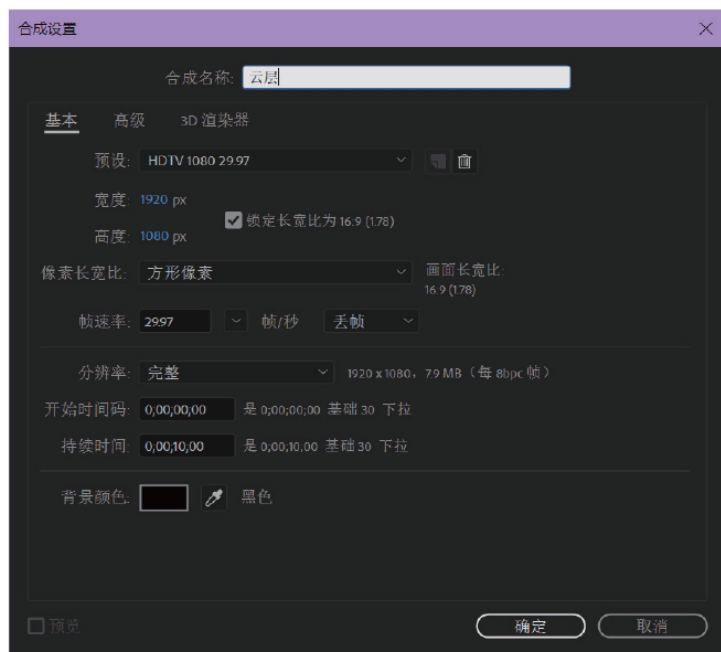 合成设置
合成名称: 云层
基本 高级 3D 渲染器
预设: HDTV 1080 29.97
宽度: 1920 px
锁定长宽比为 16:9 (1.78)
高度: 1080 px
像素长宽比: 方形像素 画面长宽比:
16:9 (1.78)
帧速率: 29.97 帧/秒 丢帧
分辨率: 完整 1920 x 1080, 7.9 MB（每 8bpc 帧）
开始时间码: 0;00;00;00 是 0;00;00;00 基础 30 下拉
持续时间: 0;00;10;00 是 0;00;10;00 基础 30 下拉
背景颜色: 黑色
预览 确定 取消